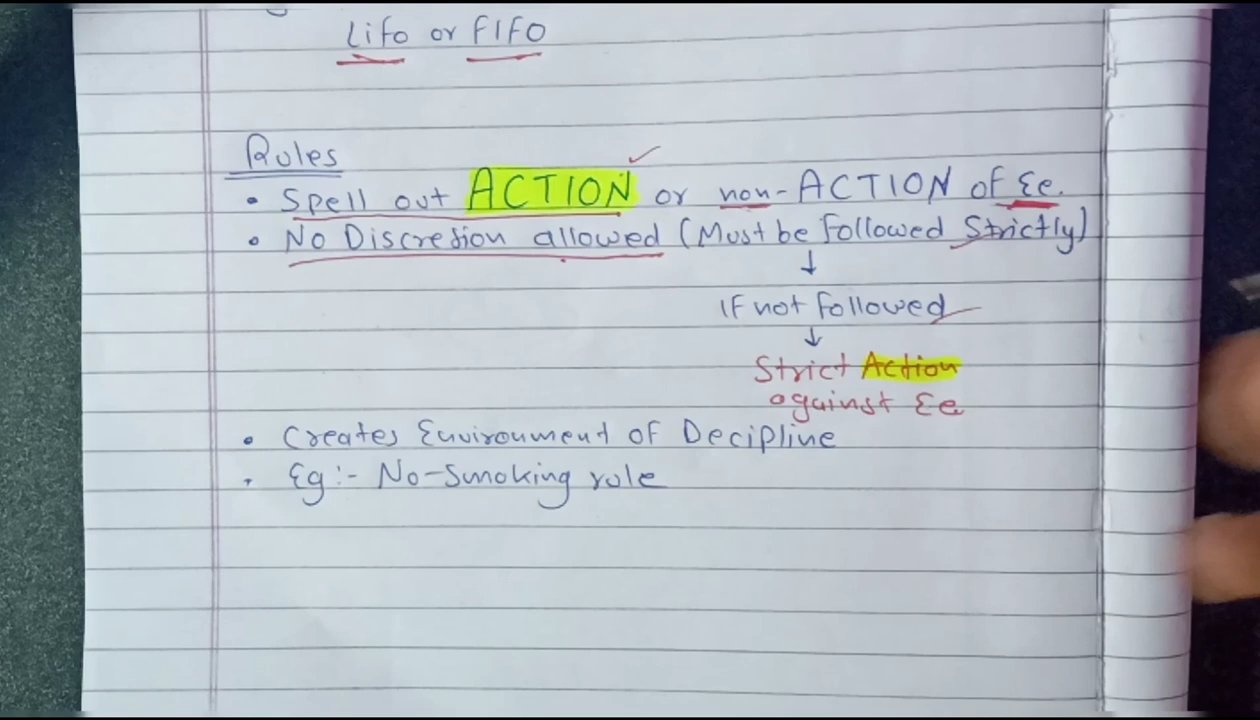 Lifo or FIFO
Rules
• Spell out ACTION or non-ACTION of Ee.
• No Discresion allowed (Must be followed Strictly)
↓
IF not followed
↓
Strict Action
against Ee
• Creates Environment of Decipline
• Eg:- No-Smoking rule